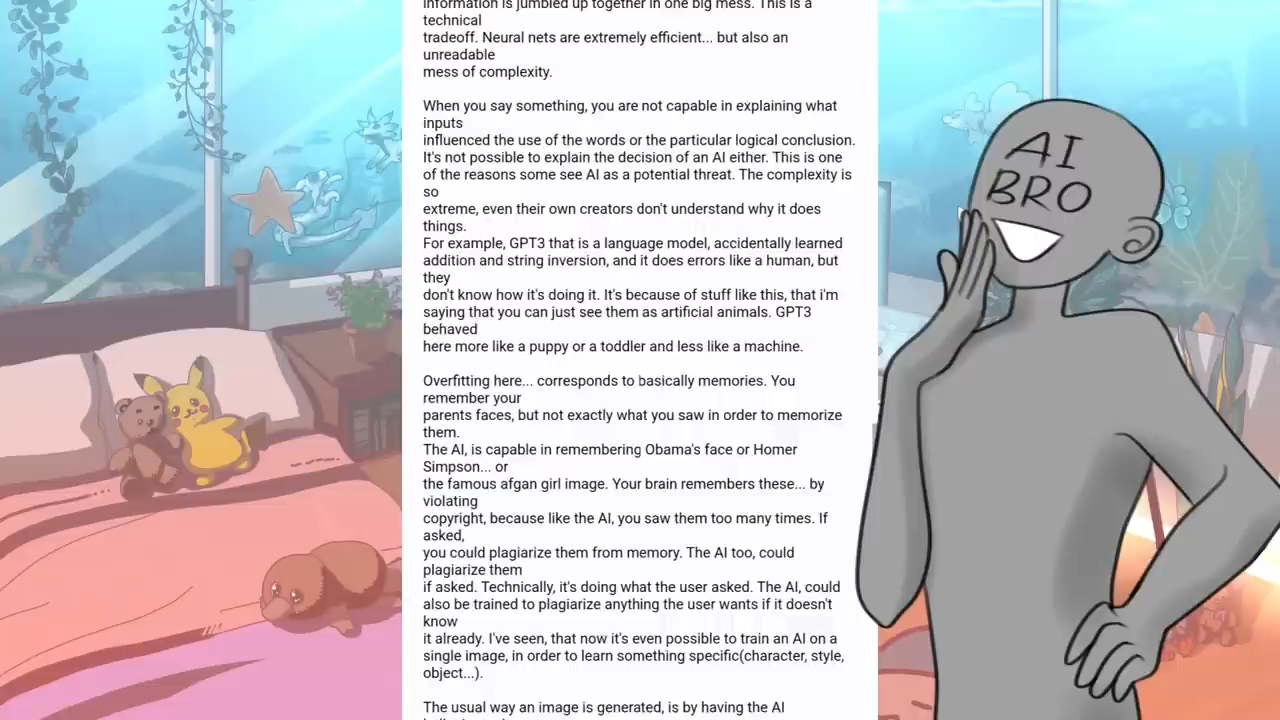 information is jumbled up together in one big mess. This is a
technical
tradeoff. Neural nets are extremely efficient... but also an
unreadable
mess of complexity.
When you say something, you are not capable in explaining what
inputs
influenced the use of the words or the particular logical conclusion.
It's not possible to explain the decision of an AI either. This is one
of the reasons some see AI as a potential threat. The complexity is
so
extreme, even their own creators don't understand why it does
things.
For example, GPT3 that is a language model, accidentally learned
addition and string inversion, and it does errors like a human, but
they
don't know how it's doing it. It's because of stuff like this, that i'm
saying that you can just see them as artificial animals. GPT3
behaved
here more like a puppy or a toddler and less like a machine.
Overfitting here... corresponds to basically memories. You
remember your
parents faces, but not exactly what you saw in order to memorize
them.
The AI, is capable in remembering Obama's face or Homer
Simpson... or
the famous afgan girl image. Your brain remembers these... by
violating
copyright, because like the AI, you saw them too many times. If
asked,
you could plagiarize them from memory. The AI too, could
plagiarize them
if asked. Technically, it's doing what the user asked. The AI, could
also be trained to plagiarize anything the user wants if it doesn't
know
it already. I've seen, that now it's even possible to train an AI on a
single image, in order to learn something specific(character, style,
object...).
The usual way an image is generated, is by having the AI
AI
BRO